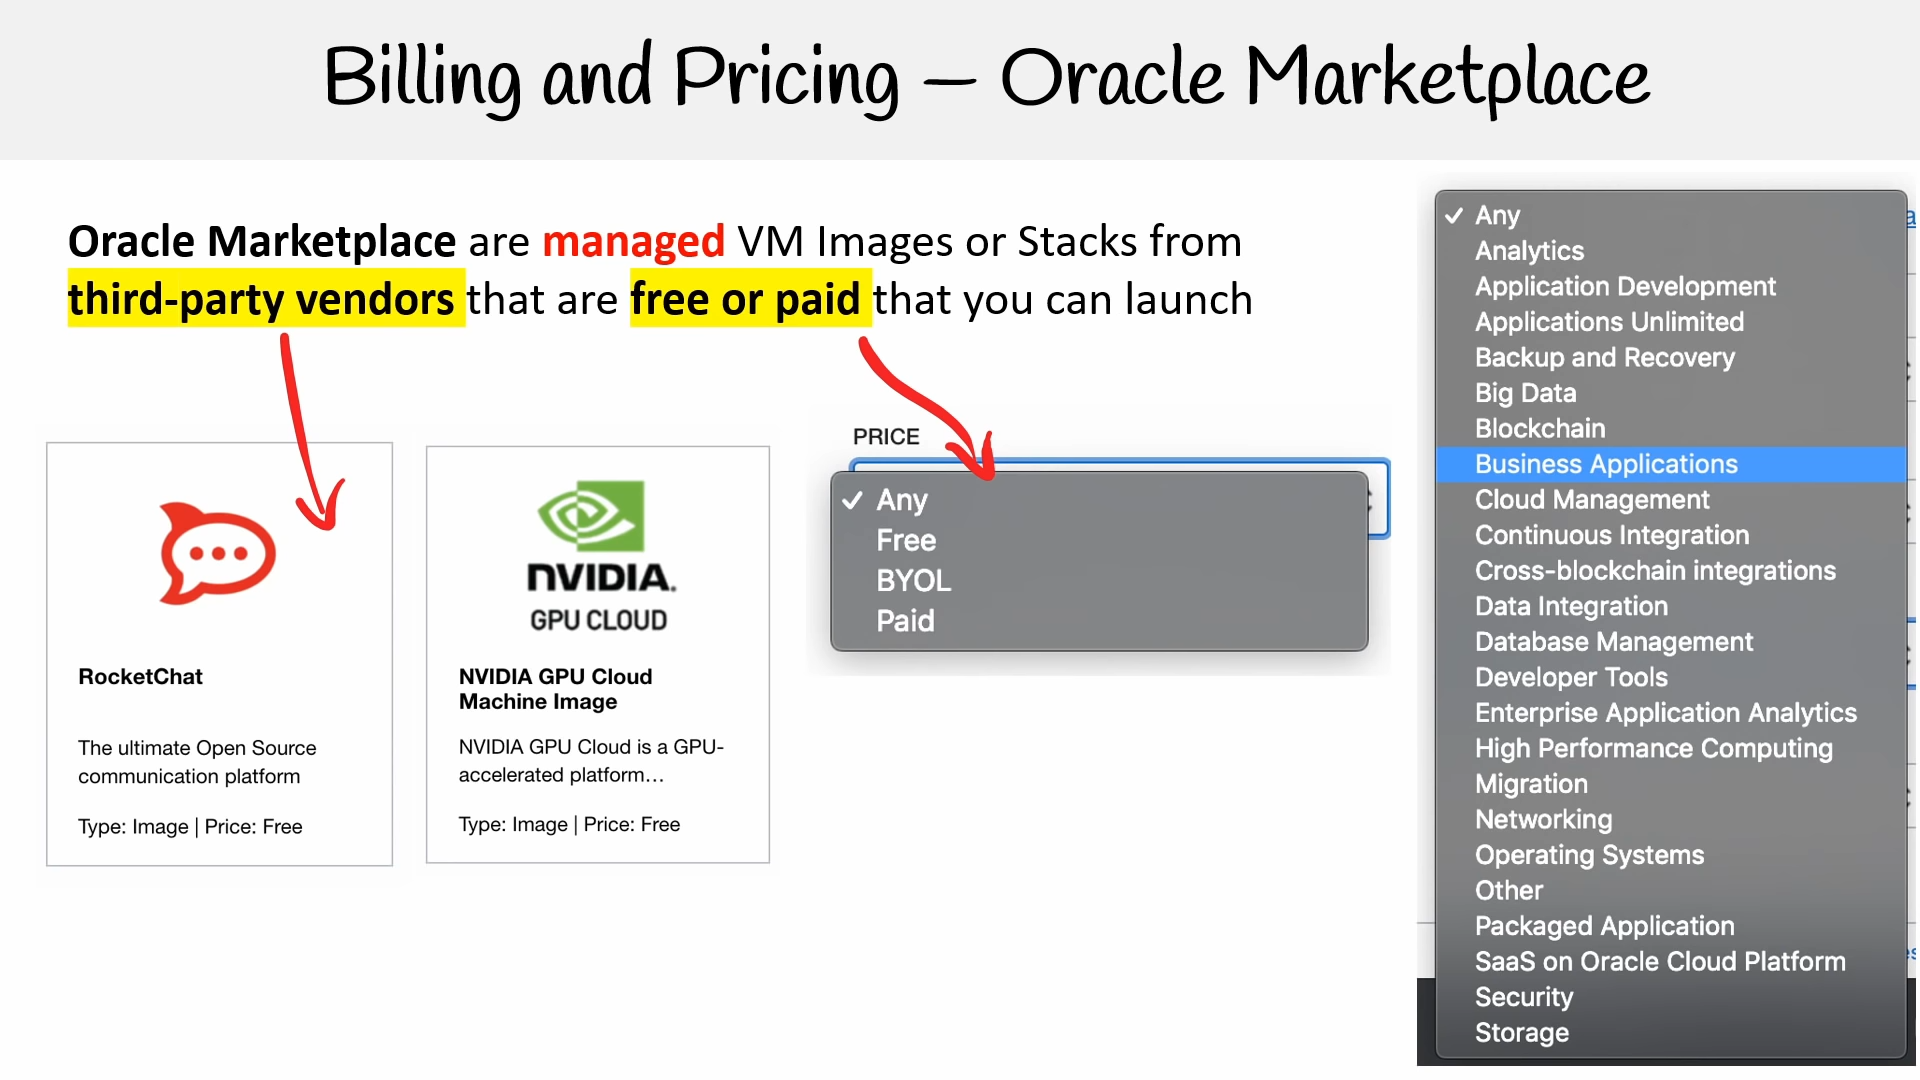 Billing and Pricing – Oracle Marketplace
Oracle Marketplace are managed VM Images or Stacks from
third-party vendors that are free or paid that you can launch
RocketChat
The ultimate Open Source
communication platform
Type: Image | Price: Free
NVIDIA.
GPU CLOUD
NVIDIA GPU Cloud
Machine Image
NVIDIA GPU Cloud is a GPU-
accelerated platform...
Type: Image | Price: Free
PRICE
✓ Any
Free
BYOL
Paid
✓ Any
Analytics
Application Development
Applications Unlimited
Backup and Recovery
Big Data
Blockchain
Business Applications
Cloud Management
Continuous Integration
Cross-blockchain integrations
Data Integration
Database Management
Developer Tools
Enterprise Application Analytics
High Performance Computing
Migration
Networking
Operating Systems
Other
Packaged Application
SaaS on Oracle Cloud Platform
Security
Storage